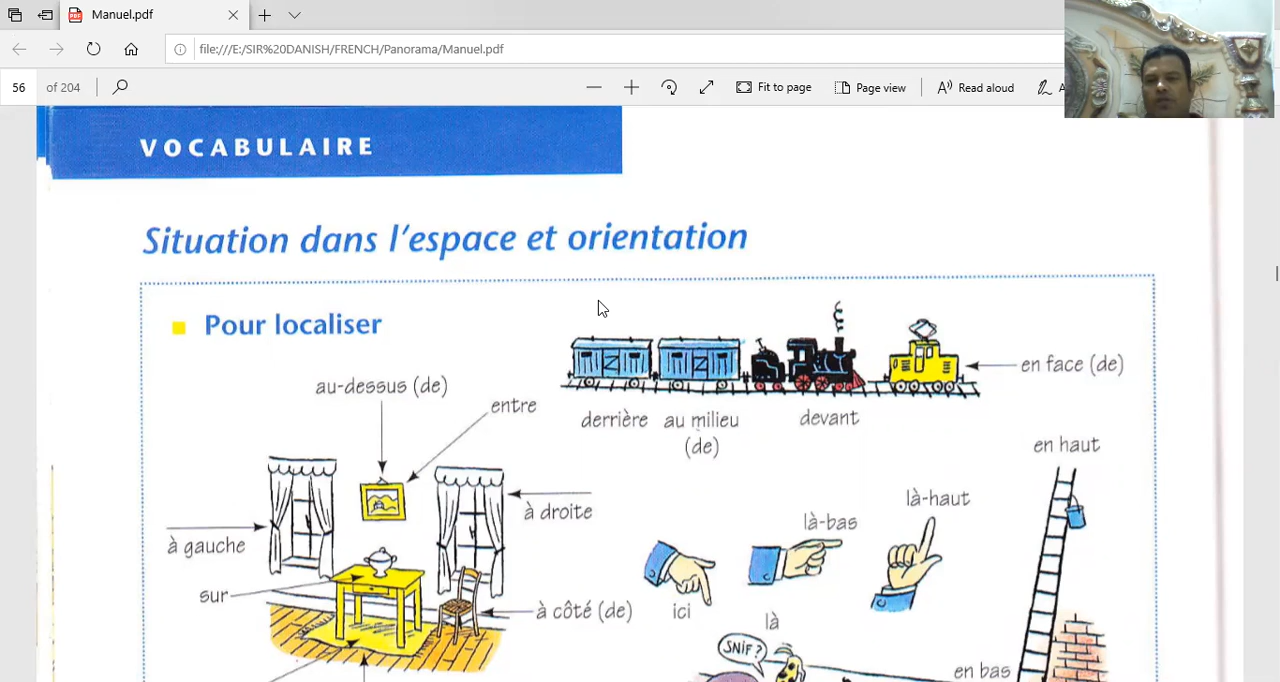 Manuel.pdf
file:///E:/SIR%20DANISH/FRENCH/Panorama/Manuel.pdf
56 of 204
Fit to page
Page view
Read aloud
VOCABULAIRE
Situation dans l'espace et orientation
Pour localiser
en face (de)
au-dessus (de)
entre
derrière au milieu (de) devant
en haut
à droite
là-haut
là-bas
à gauche
sur
à côté (de)
ici
là
SNIF ?
en bas